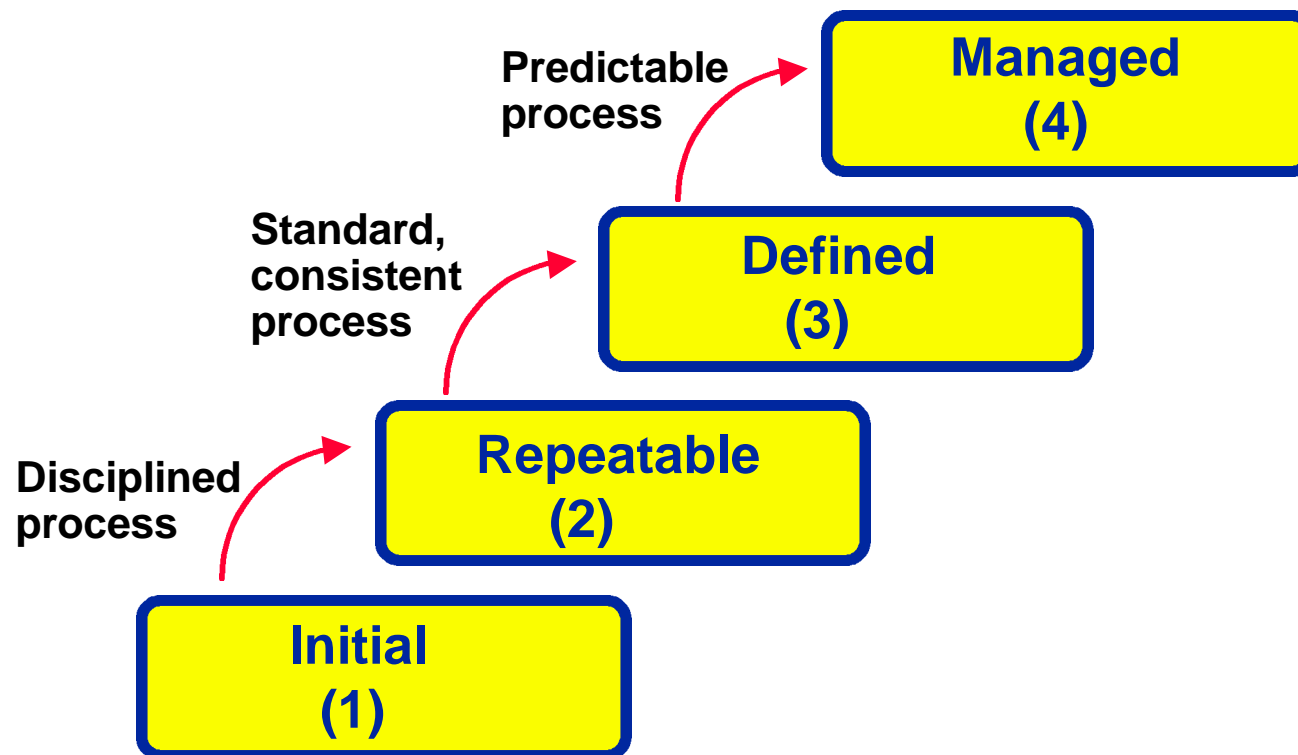 Predictable
process
Managed
(4)
Standard,
consistent
process
Defined
(3)
Disciplined
process
Repeatable
(2)
Initial
(1)